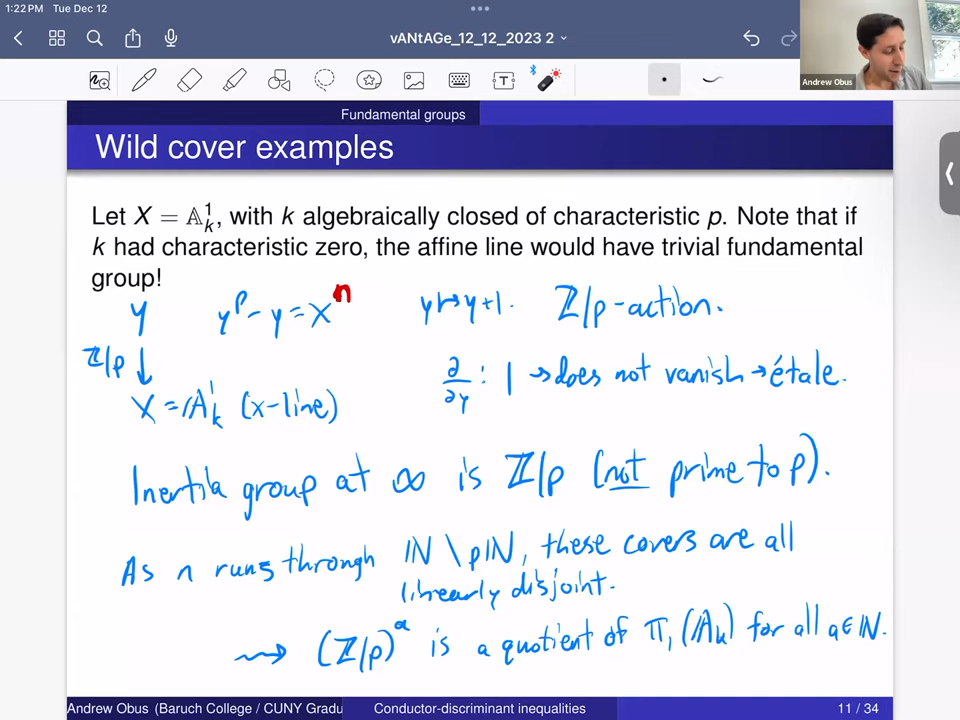 1:22 PM Tue Dec 12
vANtAGe_12_12_2023 2
Andrew Obus
Fundamental groups
Wild cover examples
Let X = 𝔸¹ₖ, with k algebraically closed of characteristic p. Note that if
k had characteristic zero, the affine line would have trivial fundamental
group!
Y y^p - y = x^n y ↦ y+1. ℤ/p-action.
ℤ/p ↓ ∂/∂y : 1 → does not vanish → étale.
X = 𝔸¹ₖ (x-line)
Inertia group at ∞ is ℤ/p (not prime to p).
As n runs through ℕ \ pℕ, these covers are all
linearly disjoint.
⇝ (ℤ/p)^a is a quotient of π₁(𝔸ₖ) for all a∈ℕ.
Andrew Obus (Baruch College / CUNY Gradu Conductor-discriminant inequalities 11 / 34